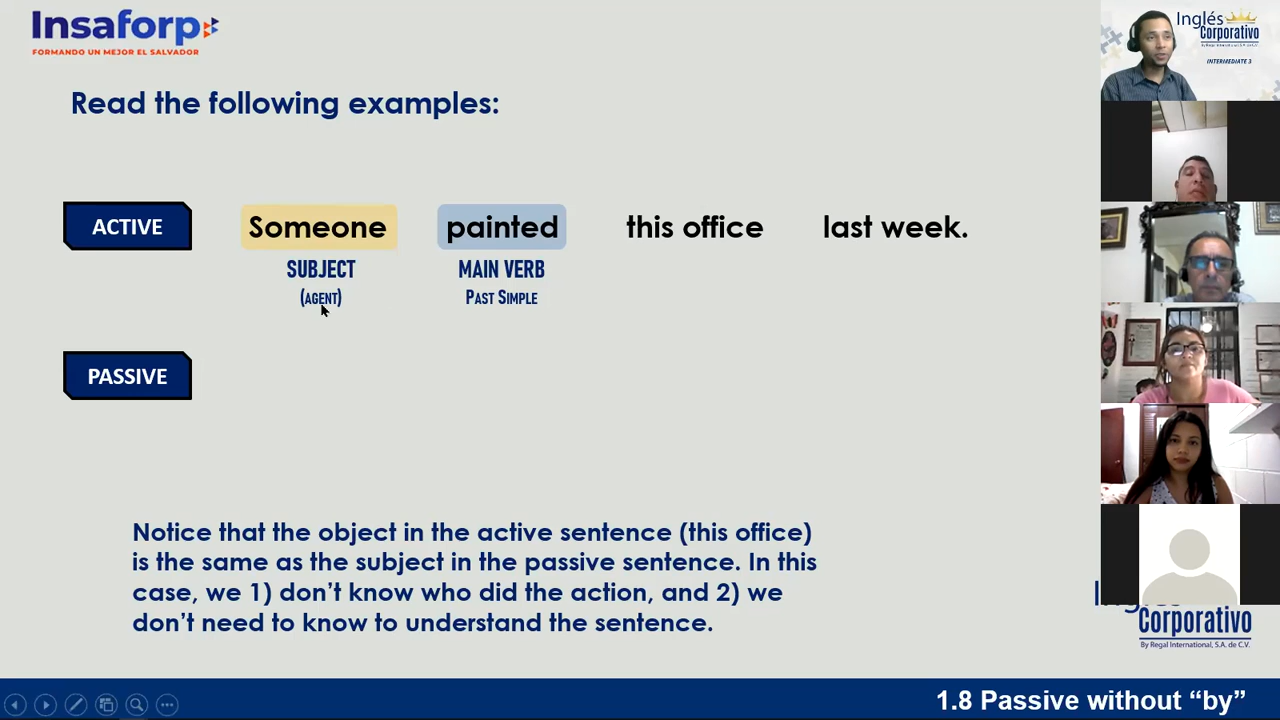 Insaforp
FORMANDO UN MEJOR EL SALVADOR
Inglés
Corporativo
By Regal International, S.A. de C.V.
INTERMEDIATE 3
Read the following examples:
ACTIVE
Someone painted this office last week.
SUBJECT MAIN VERB
(AGENT) PAST SIMPLE
PASSIVE
Notice that the object in the active sentence (this office)
is the same as the subject in the passive sentence. In this
case, we 1) don’t know who did the action, and 2) we
don’t need to know to understand the sentence.
Corporativo
By Regal International, S.A. de C.V.
1.8 Passive without “by”